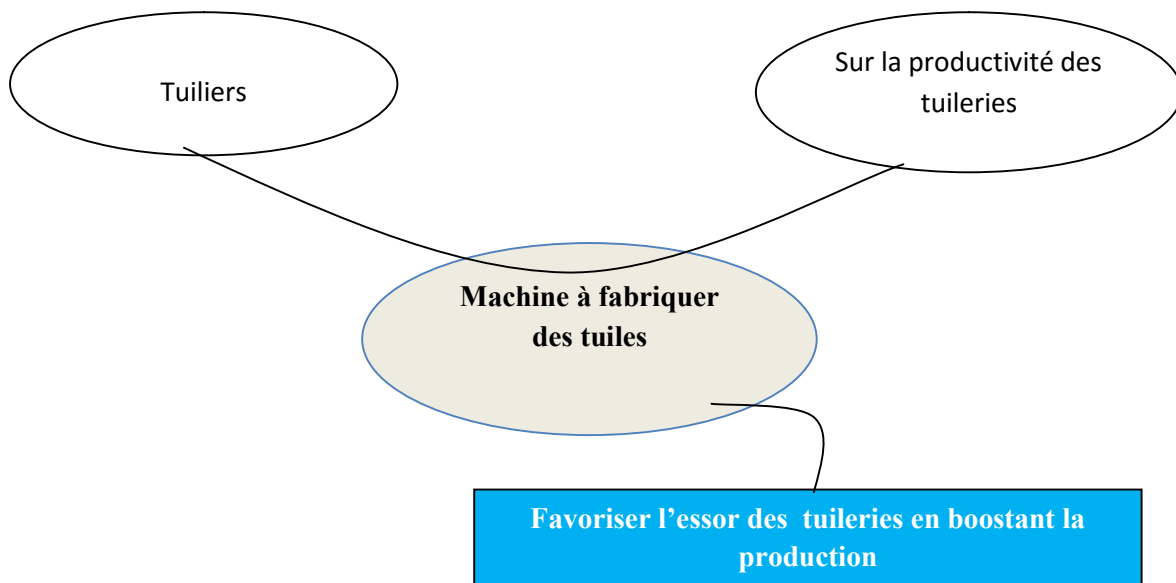 Tuiliers
Sur la productivité des
tuileries
Machine à fabriquer
des tuiles
Favoriser l’essor des  tuileries en boostant la
production